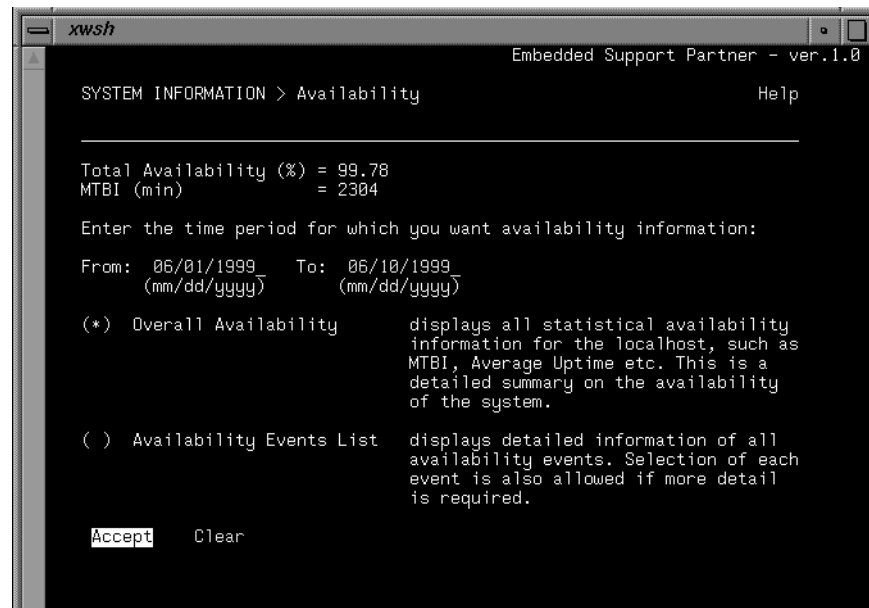 xwsh
Embedded Support Partner - ver.1.0
SYSTEM INFORMATION > Availability Help
Total Availability (%) = 99.78
MTBI (min) = 2304
Enter the time period for which you want availability information:
From: 06/01/1999_ To: 06/10/1999_
(mm/dd/yyyy) (mm/dd/yyyy)
(*) Overall Availability displays all statistical availability
information for the localhost, such as
MTBI, Average Uptime etc. This is a
detailed summary on the availability
of the system.
( ) Availability Events List displays detailed information of all
availability events. Selection of each
event is also allowed if more detail
is required.
Accept Clear